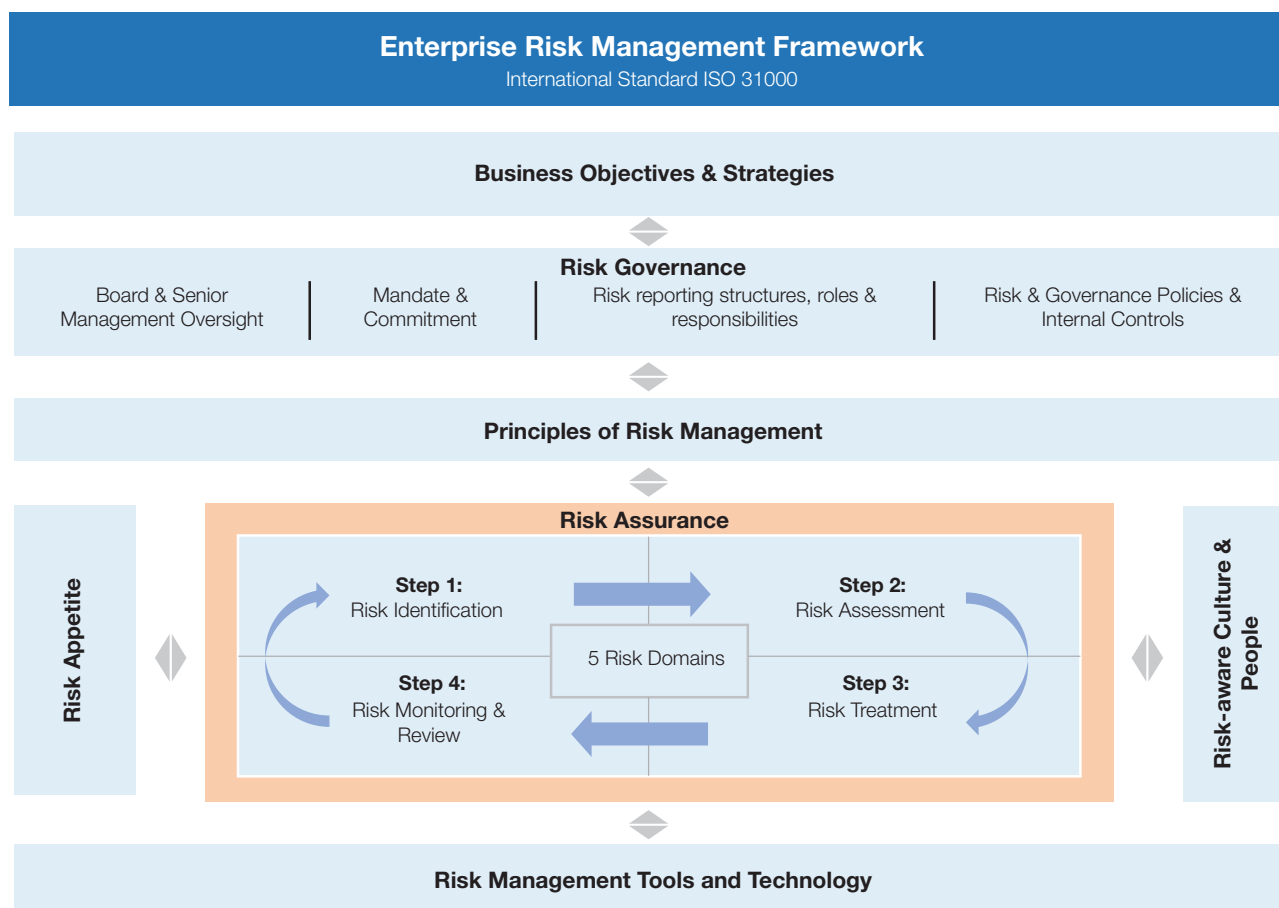 Enterprise Risk Management Framework
International Standard ISO 31000
Business Objectives & Strategies
Risk Governance
Board & Senior
Management Oversight
Mandate &
Commitment
Risk reporting structures, roles &
responsibilities
Risk & Governance Policies &
Internal Controls
Principles of Risk Management
Risk Appetite
Risk Assurance
Step 1:
Risk Identification
Step 2:
Risk Assessment
5 Risk Domains
Step 4:
Risk Monitoring &
Review
Step 3:
Risk Treatment
Risk-aware Culture &
People
Risk Management Tools and Technology